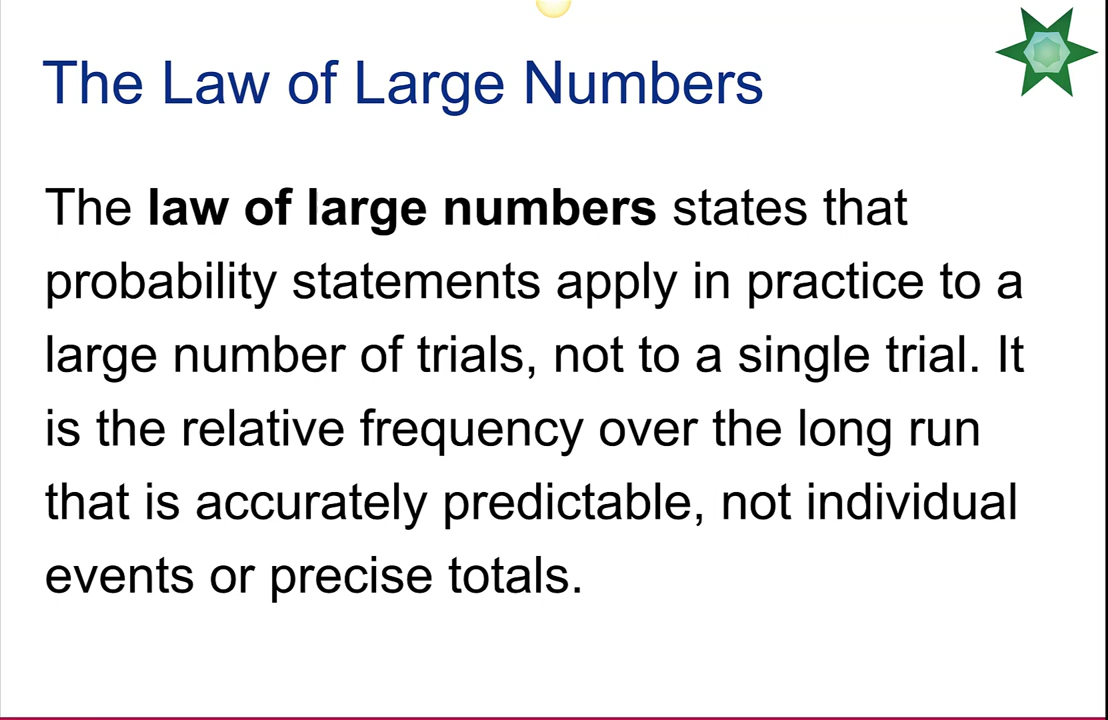 The Law of Large Numbers
The law of large numbers states that
probability statements apply in practice to a
large number of trials, not to a single trial. It
is the relative frequency over the long run
that is accurately predictable, not individual
events or precise totals.